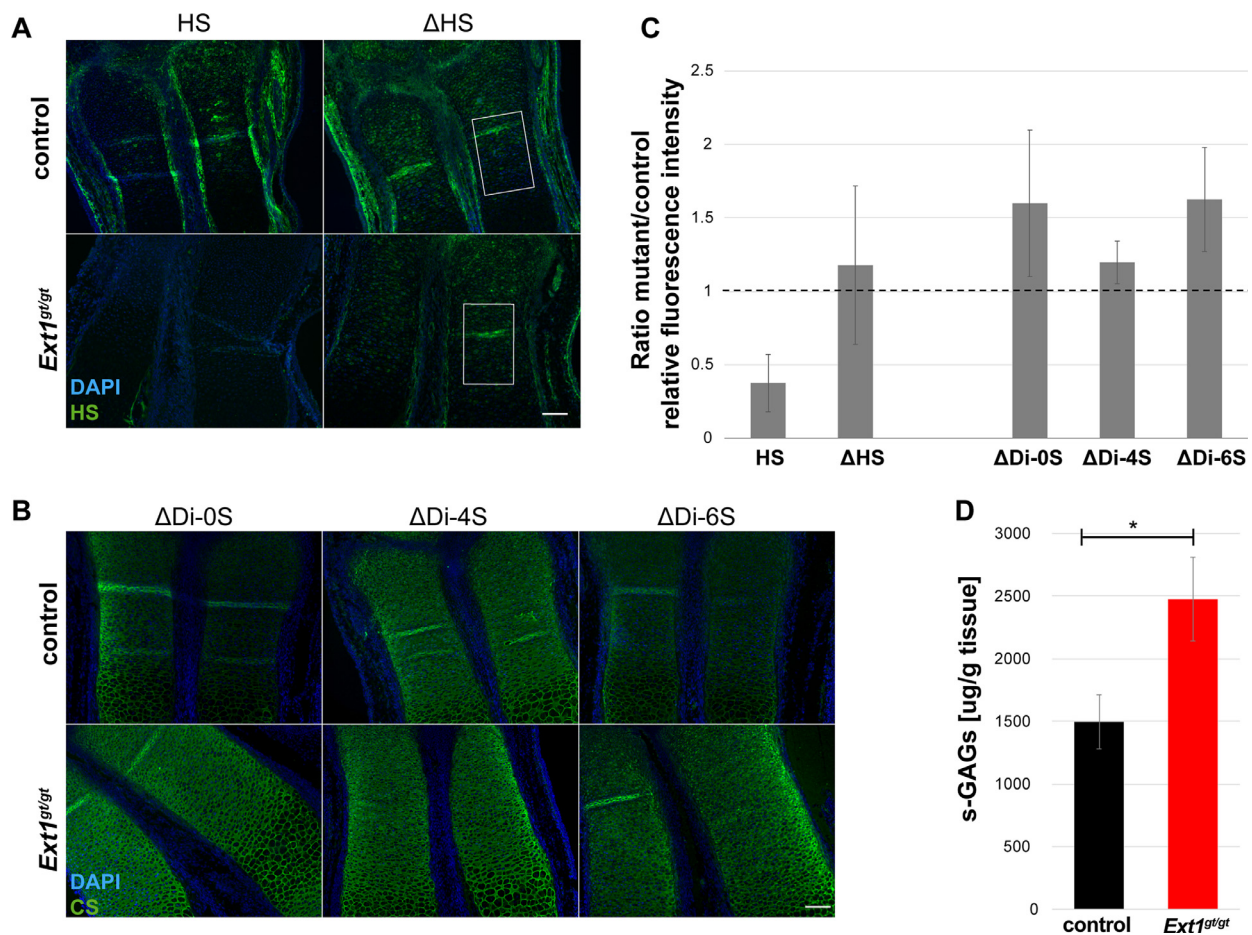 A
HS
ΔHS
control
Ext1gt/gt
DAPI
HS
B
ΔDi-0S
ΔDi-4S
ΔDi-6S
control
Ext1gt/gt
DAPI
CS
C
Ratio mutant/control
relative fluorescence intensity
2.5
2
1.5
1
0.5
0
HS
ΔHS
ΔDi-0S
ΔDi-4S
ΔDi-6S
D
*
s-GAGs [ug/g tissue]
3000
2500
2000
1500
1000
500
0
control
Ext1gt/gt